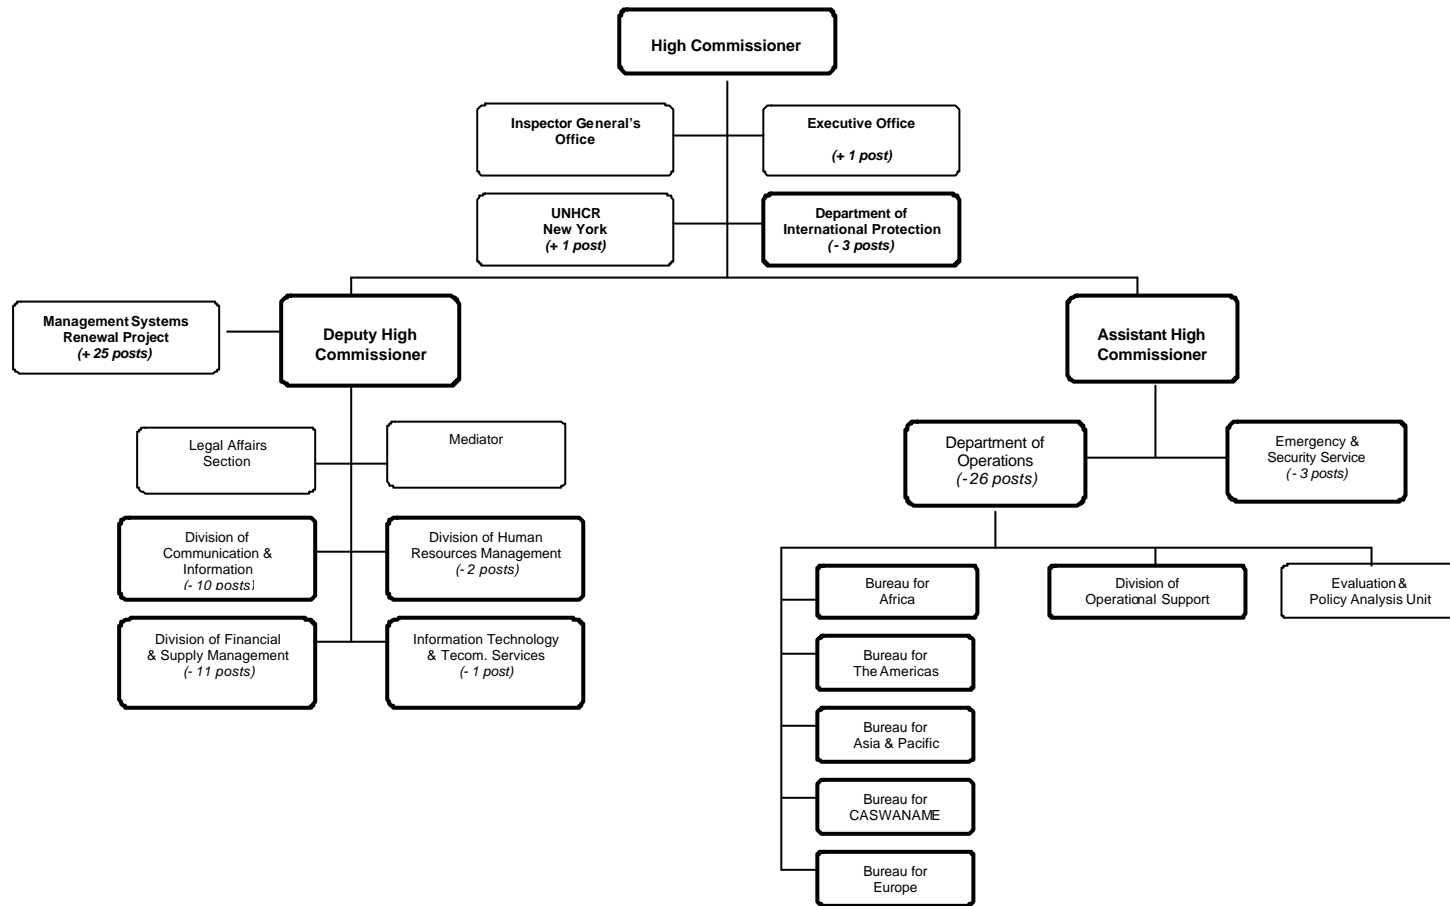 High Commissioner
Inspector General's
Office
Executive Office
(+ 1 post)
UNHCR
New York
(+ 1 post)
Department of
International Protection
(- 3 posts)
Management Systems
Renewal Project
(+ 25 posts)
Deputy High
Commissioner
Assistant High
Commissioner
Legal Affairs
Section
Mediator
Department of
Operations
(- 26 posts)
Emergency &
Security Service
(- 3 posts)
Division of
Communication &
Information
(- 10 posts)
Division of Human
Resources Management
(- 2 posts)
Division of Financial
& Supply Management
(- 11 posts)
Information Technology
& Tecom. Services
(- 1 post)
Bureau for
Africa
Division of
Operational Support
Evaluation &
Policy Analysis Unit
Bureau for
The Americas
Bureau for
Asia & Pacific
Bureau for
CASWANAME
Bureau for
Europe